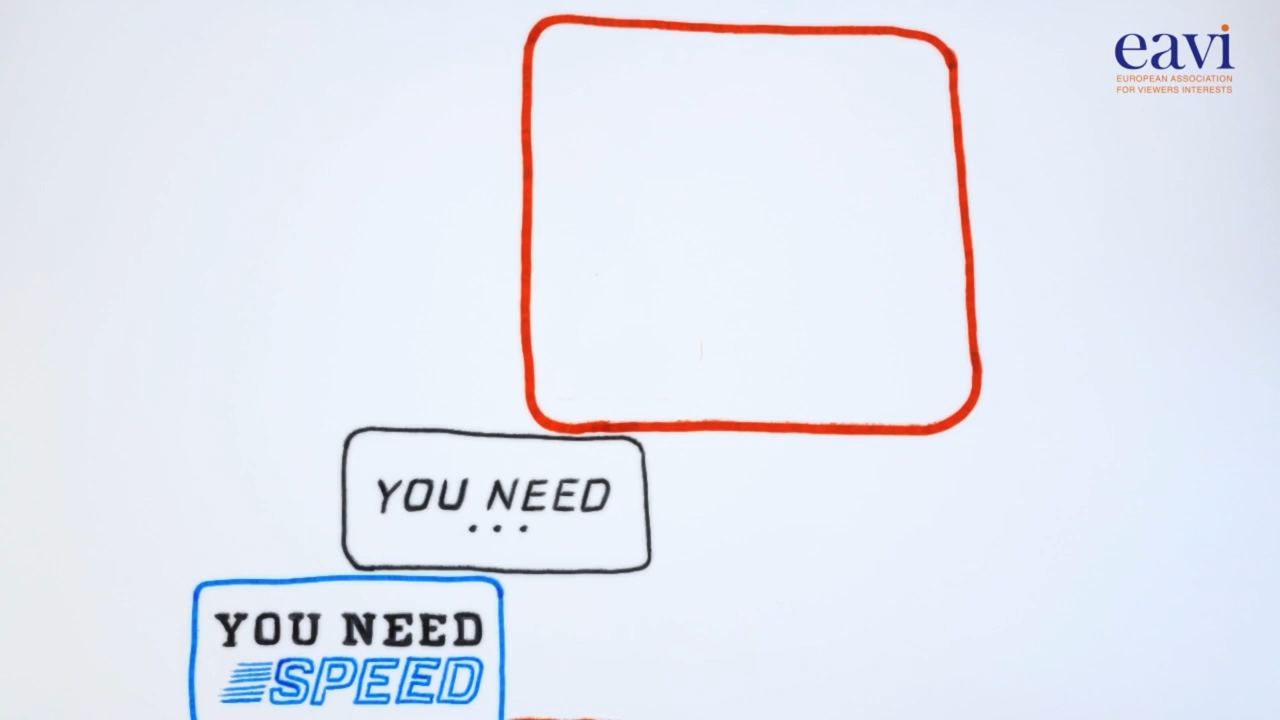 eavi
EUROPEAN ASSOCIATION
FOR VIEWERS INTERESTS
YOU NEED
...
YOU NEED
SPEED